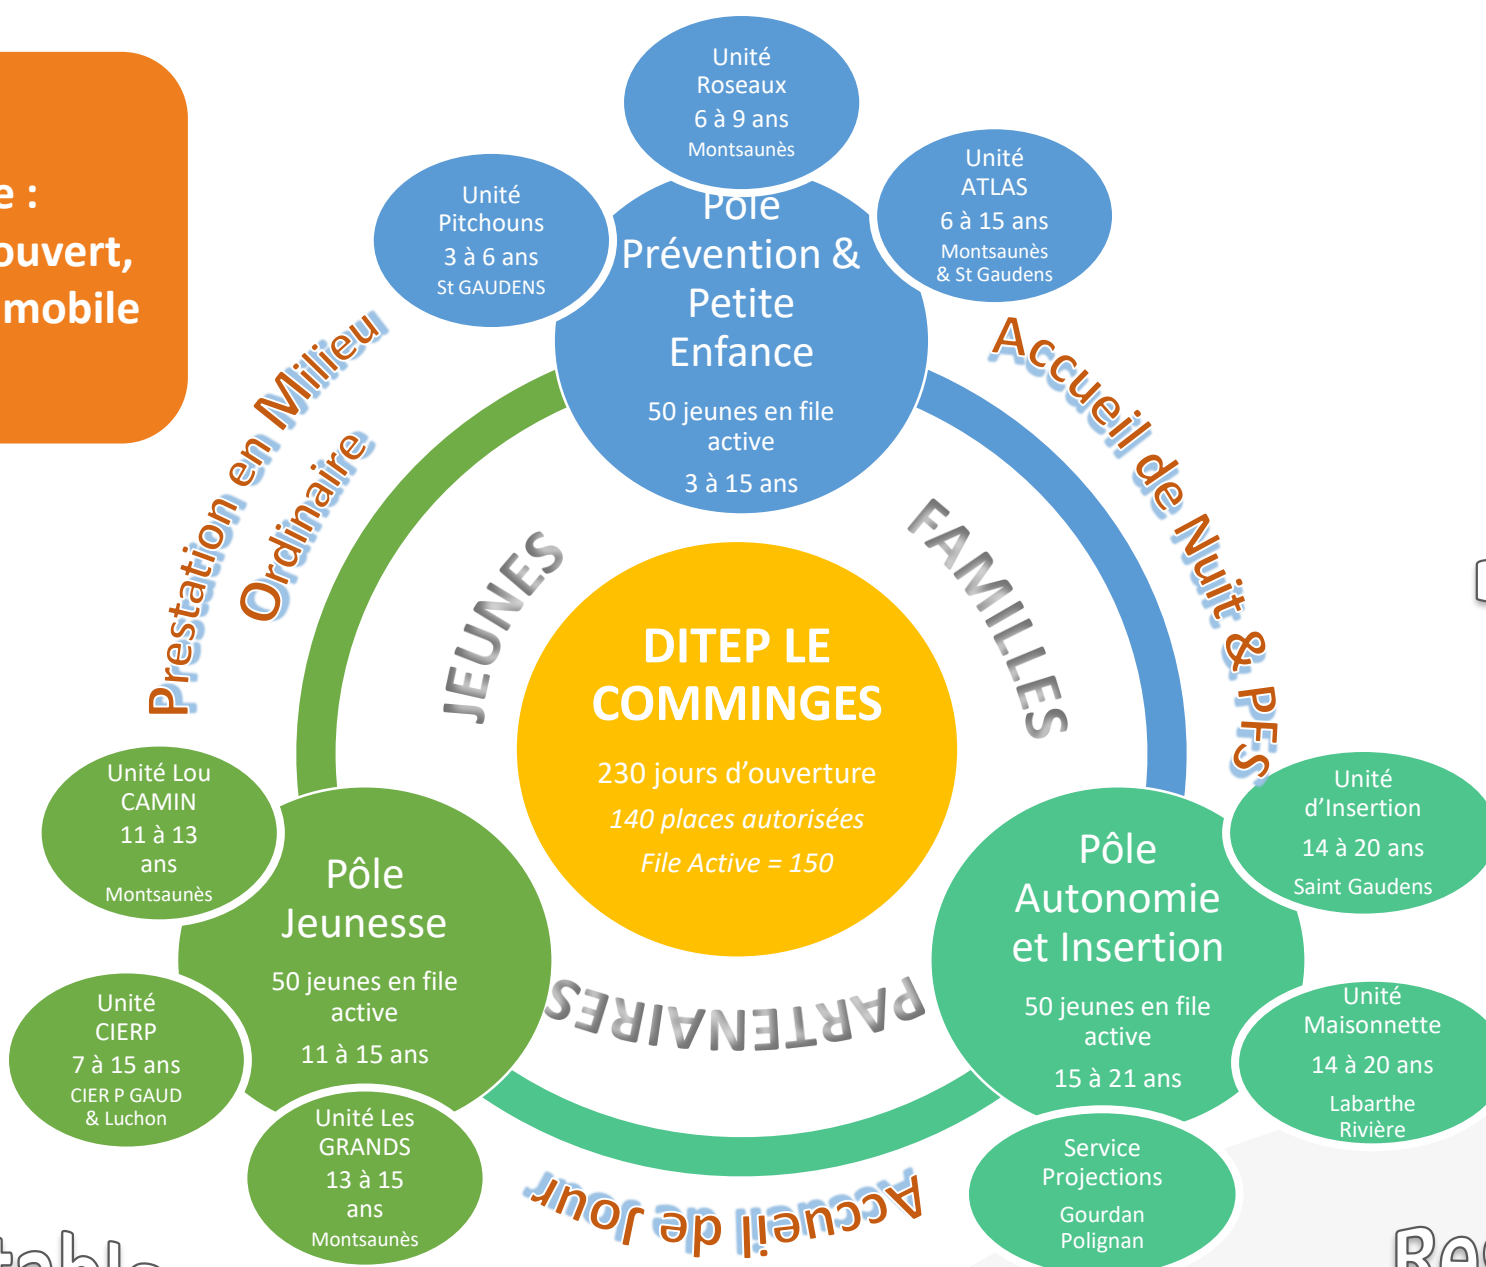 e :
ouvert,
mobile
Unité
Roseaux
6 à 9 ans
Montsaunès
Unité
Pitchouns
3 à 6 ans
St GAUDENS
Unité
ATLAS
6 à 15 ans
Montsaunès
& St Gaudens
Pôle
Prévention &
Petite
Enfance
50 jeunes en file
active
3 à 15 ans
Prestation en Milieu
Ordinaire
Accueil de Nuit & PFS
JEUNES
FAMILLES
DITEP LE
COMMINGES
230 jours d’ouverture
140 places autorisées
File Active = 150
PARTENAIRES
Unité Lou
CAMIN
11 à 13
ans
Montsaunès
Pôle
Jeunesse
50 jeunes en file
active
11 à 15 ans
Unité
CIERP
7 à 15 ans
CIER P GAUD
& Luchon
Unité Les
GRANDS
13 à 15
ans
Montsaunès
Accueil de Jour
Pôle
Autonomie
et Insertion
50 jeunes en file
active
15 à 21 ans
Unité
d’Insertion
14 à 20 ans
Saint Gaudens
Unité
Maisonnette
14 à 20 ans
Labarthe
Rivière
Service
Projections
Gourdan
Polignan